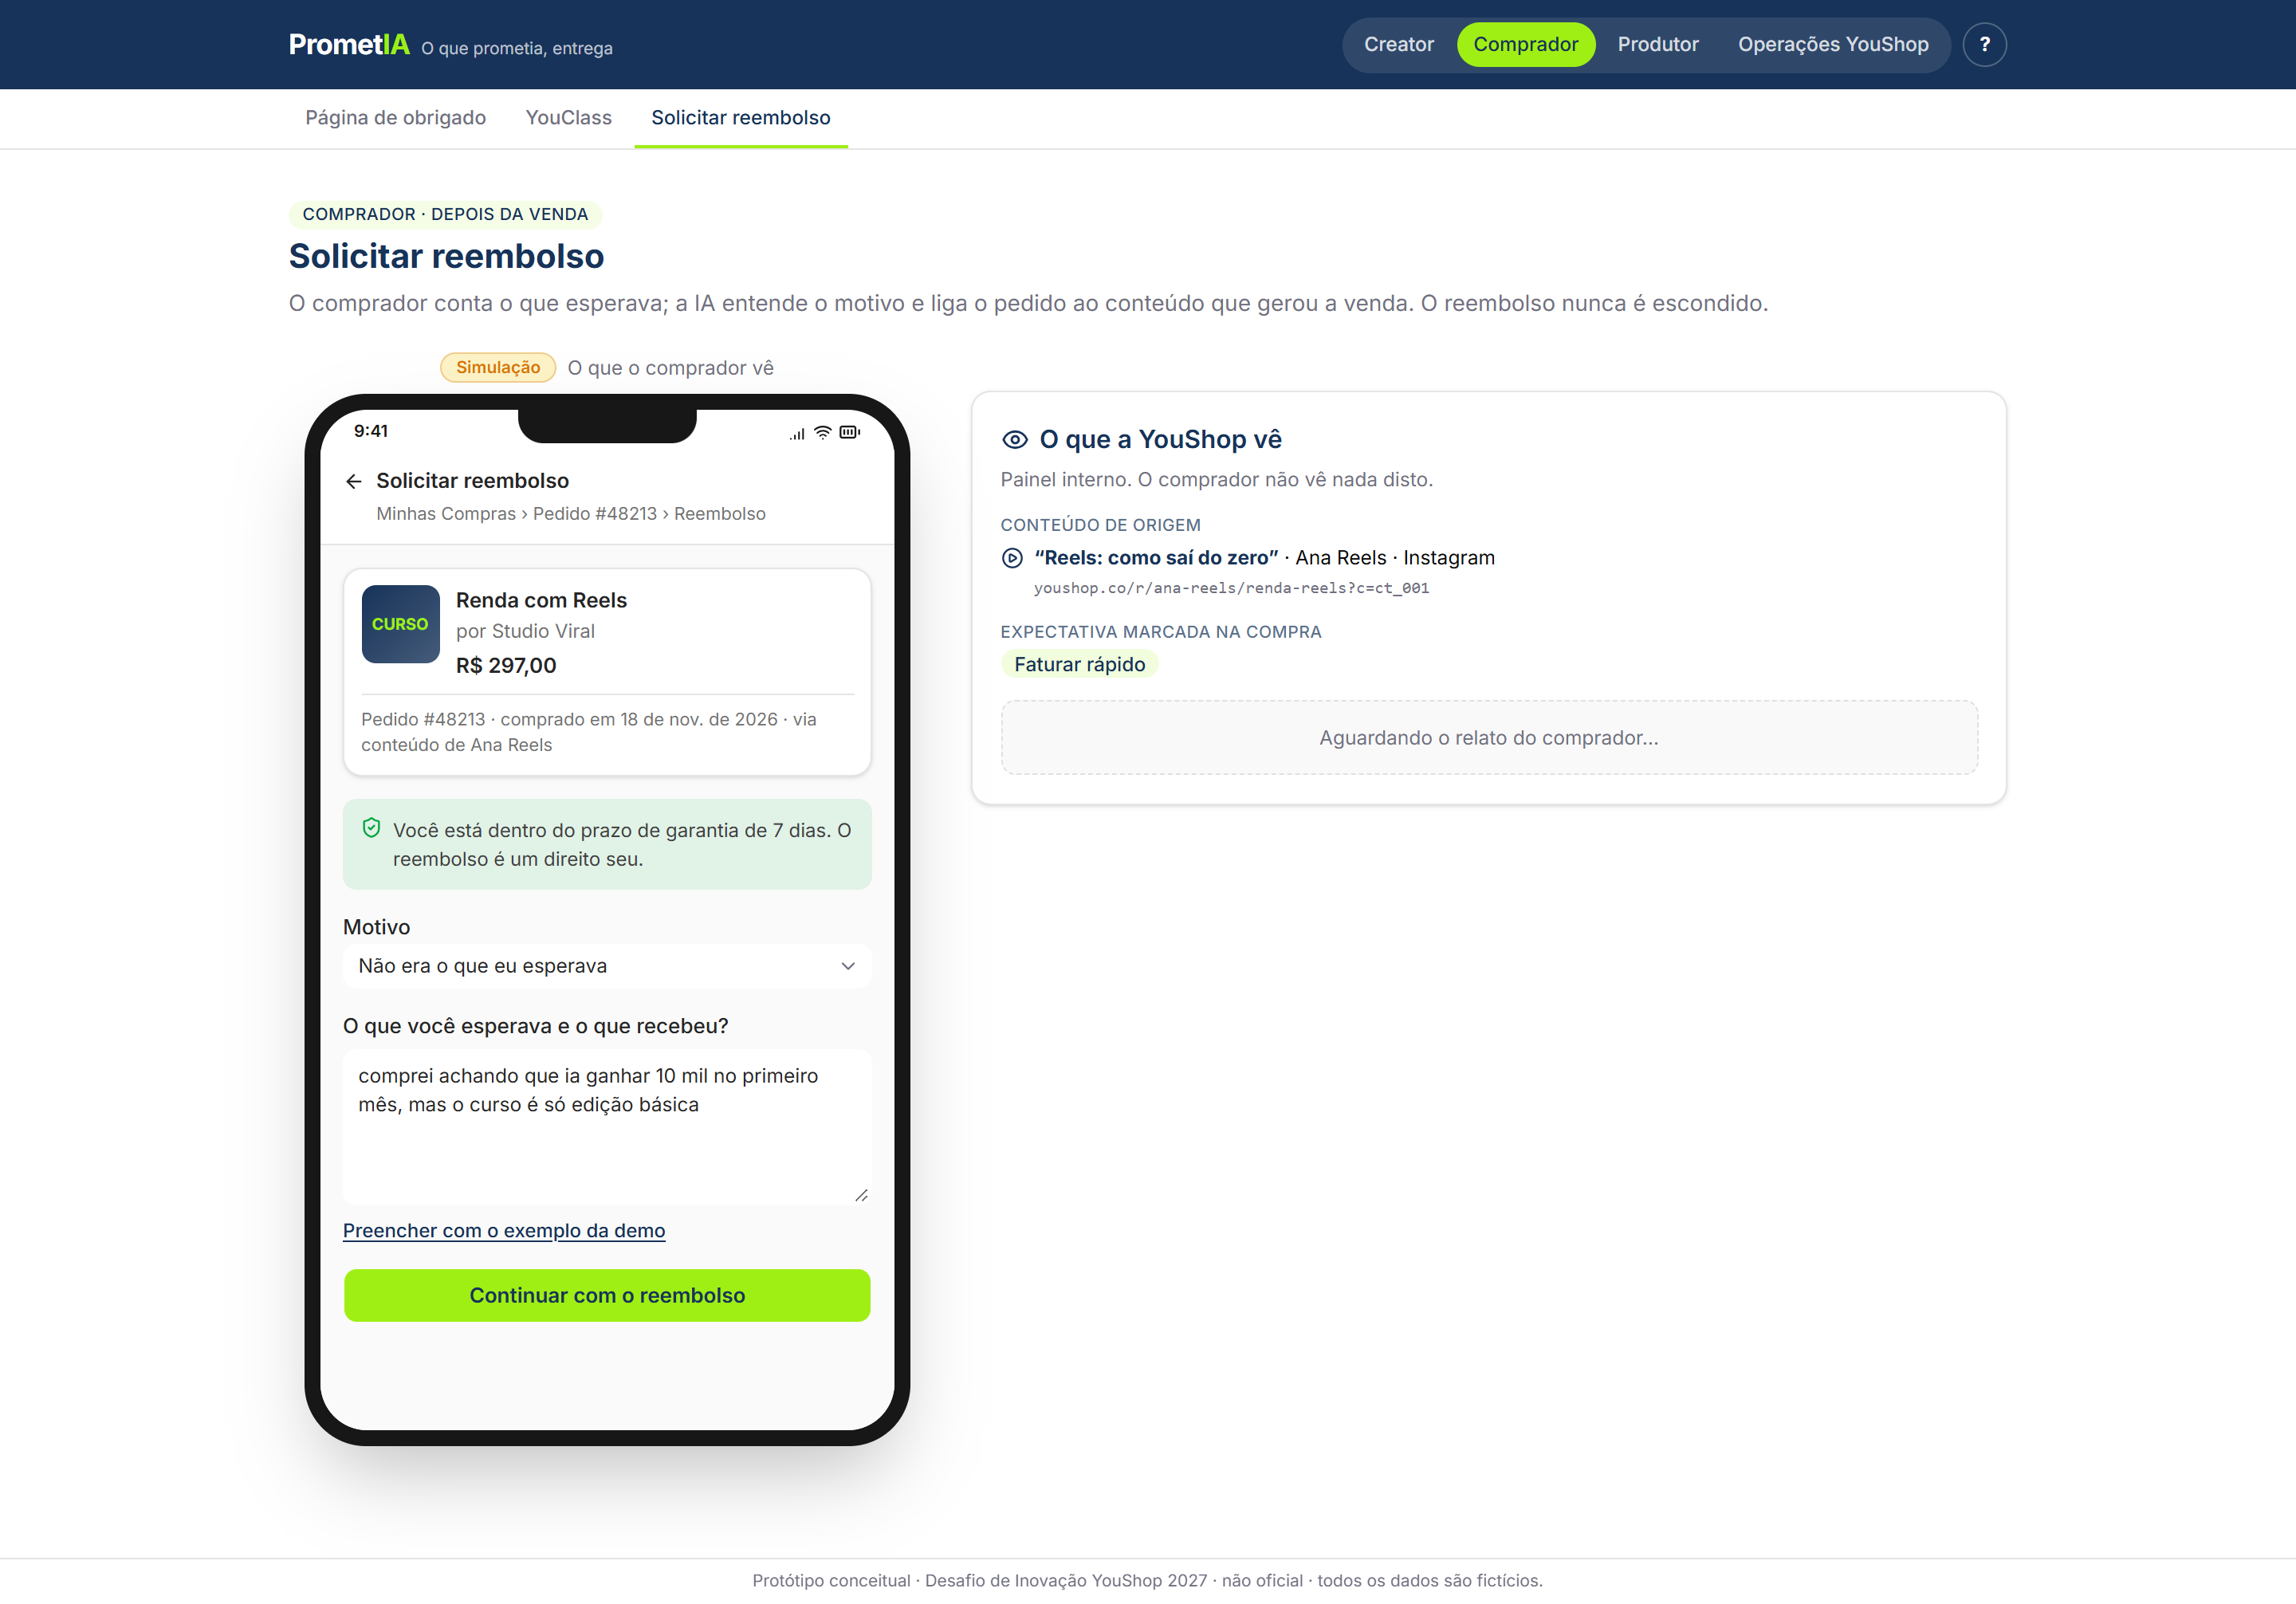 PrometIA O que prometia, entrega
Creator Comprador Produtor Operações YouShop ?
Página de obrigado YouClass Solicitar reembolso
COMPRADOR · DEPOIS DA VENDA
Solicitar reembolso
O comprador conta o que esperava; a IA entende o motivo e liga o pedido ao conteúdo que gerou a venda. O reembolso nunca é escondido.
Simulação O que o comprador vê
9:41
Solicitar reembolso
Minhas Compras › Pedido #48213 › Reembolso
CURSO
Renda com Reels
por Studio Viral
R$ 297,00
Pedido #48213 · comprado em 18 de nov. de 2026 · via
conteúdo de Ana Reels
Você está dentro do prazo de garantia de 7 dias. O
reembolso é um direito seu.
Motivo
Não era o que eu esperava
O que você esperava e o que recebeu?
comprei achando que ia ganhar 10 mil no primeiro
mês, mas o curso é só edição básica
Preencher com o exemplo da demo
Continuar com o reembolso
O que a YouShop vê
Painel interno. O comprador não vê nada disto.
CONTEÚDO DE ORIGEM
“Reels: como saí do zero” · Ana Reels · Instagram
youshop.co/r/ana-reels/renda-reels?c=ct_001
EXPECTATIVA MARCADA NA COMPRA
Faturar rápido
Aguardando o relato do comprador...
Protótipo conceitual · Desafio de Inovação YouShop 2027 · não oficial · todos os dados são fictícios.